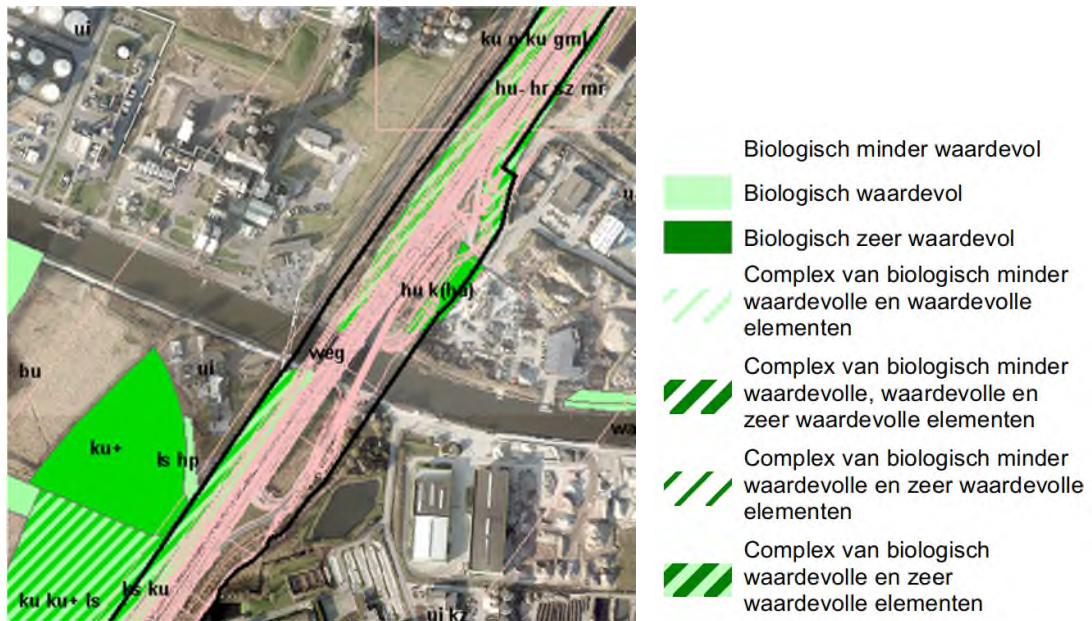 ui
ku n ku gml
hu- hr sz mr
u
hu k(ha)
weg
bu
ui
wa
ku+
ls hp
ls ku
ku ku+ ls
ui kz
Biologisch minder waardevol
Biologisch waardevol
Biologisch zeer waardevol
Complex van biologisch minder
waardevolle en waardevolle
elementen
Complex van biologisch minder
waardevolle, waardevolle en
zeer waardevolle elementen
Complex van biologisch minder
waardevolle en zeer waardevolle
elementen
Complex van biologisch
waardevolle en zeer
waardevolle elementen